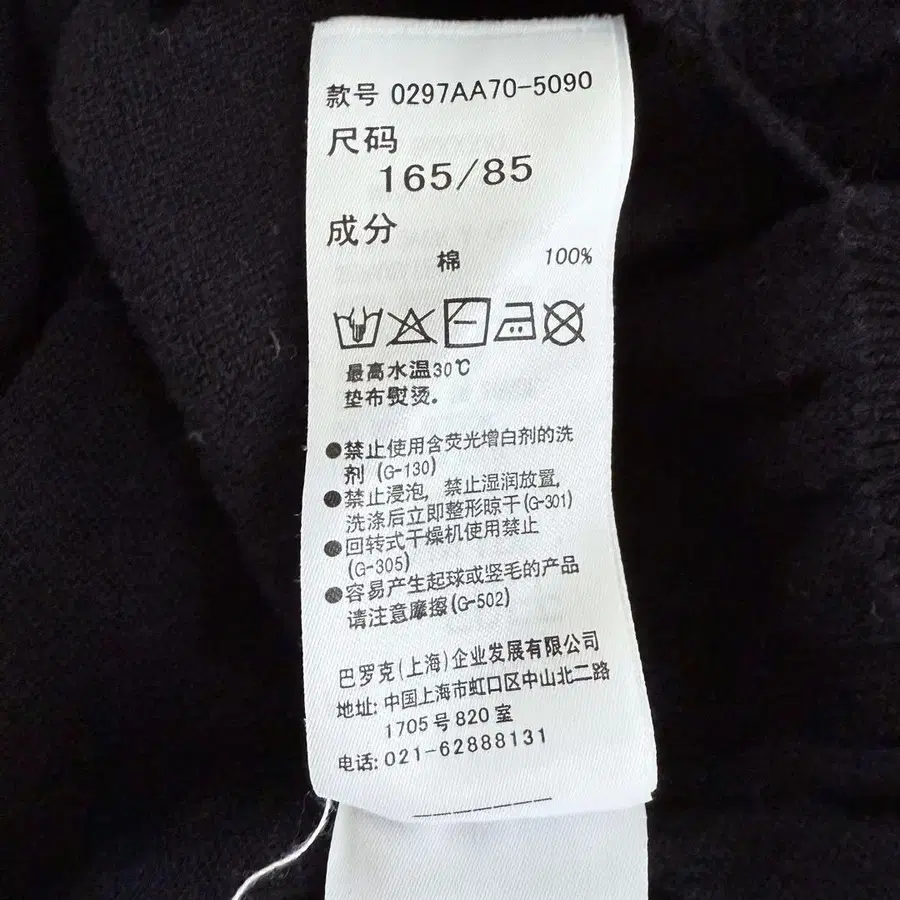 款号 0297AA70-5090
尺码
165/85
成分
棉 100%
最高水温30℃
垫布熨烫。
●禁止使用含荧光增白剂的洗
剂 (G-130)
●禁止浸泡, 禁止湿润放置,
洗涤后立即整形晾干(G-301)
●回转式干燥机使用禁止
(G-305)
●容易产生起球或竖毛的产品
请注意摩擦(G-502)
巴罗克(上海)企业发展有限公司
地址: 中国上海市虹口区中山北二路
1705号820室
电话: 021-62888131